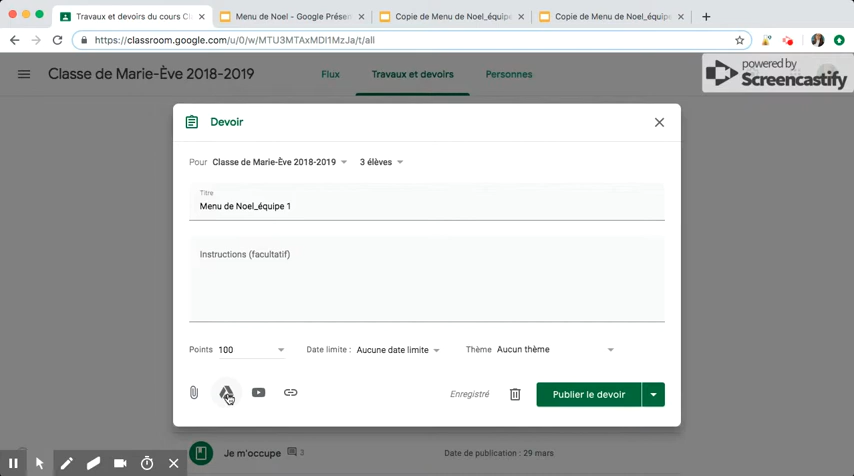 Travaux et devoirs du cours Cl
Menu de Noel - Google Présen
Copie de Menu de Noel_équipe
Copie de Menu de Noel_équipe
https://classroom.google.com/u/0/w/MTU3MTAxMDI1MzJa/t/all
Classe de Marie-Ève 2018-2019
Flux
Travaux et devoirs
Personnes
powered by
Screencastify
Devoir
Pour Classe de Marie-Ève 2018-2019 3 élèves
Titre
Menu de Noel_équipe 1
Instructions (facultatif)
Points 100 Date limite : Aucune date limite Thème Aucun thème
Enregistré Publier le devoir
Je m'occupe 3 Date de publication : 29 mars